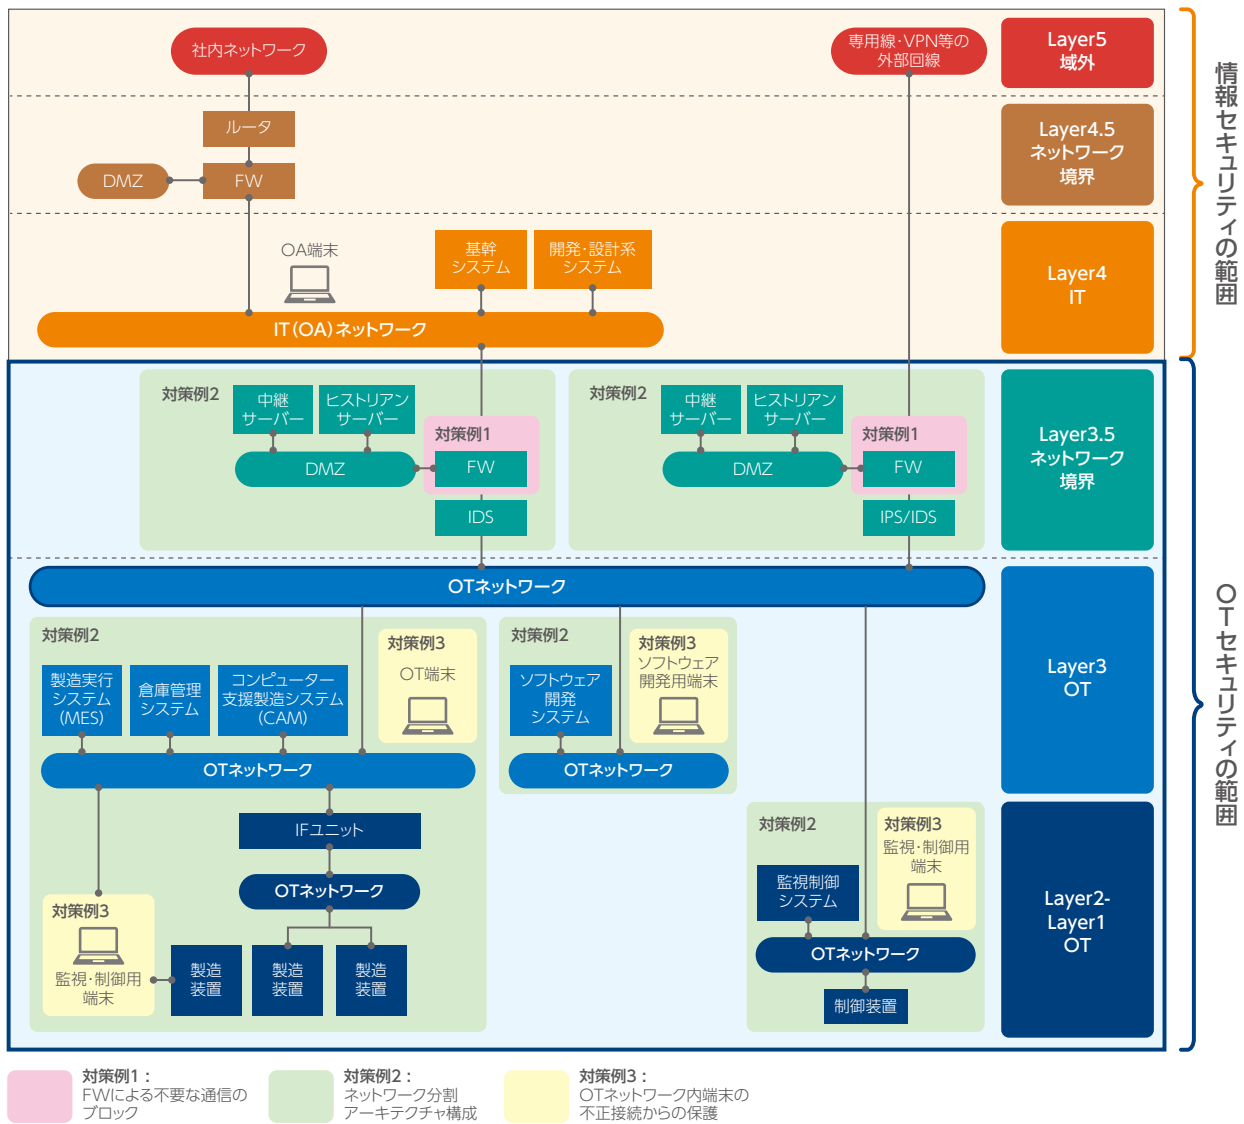 社内ネットワーク
専用線・VPN等の
外部回線
Layer5
域外
ルータ
DMZ
FW
Layer4.5
ネットワーク
境界
OA端末
基幹
システム
開発・設計系
システム
IT（OA）ネットワーク
Layer4
IT
情報セキュリティの範囲
対策例2
中継
サーバー
ヒストリアン
サーバー
対策例1
DMZ
FW
IDS
対策例2
中継
サーバー
ヒストリアン
サーバー
対策例1
DMZ
FW
IPS/IDS
Layer3.5
ネットワーク
境界
OTネットワーク
対策例2
製造実行
システム
(MES)
倉庫管理
システム
コンピューター
支援製造システム
(CAM)
対策例3
OT端末
OTネットワーク
対策例2
ソフトウェア
開発
システム
対策例3
ソフトウェア
開発用端末
OTネットワーク
Layer3
OT
IFユニット
OTネットワーク
対策例3
監視・制御用
端末
製造
装置
製造
装置
製造
装置
対策例2
監視制御
システム
対策例3
監視・制御用
端末
OTネットワーク
制御装置
Layer2-
Layer1
OT
OTセキュリティの範囲
対策例1：
FWによる不要な通信の
ブロック
対策例2：
ネットワーク分割
アーキテクチャ構成
対策例3：
OTネットワーク内端末の
不正接続からの保護